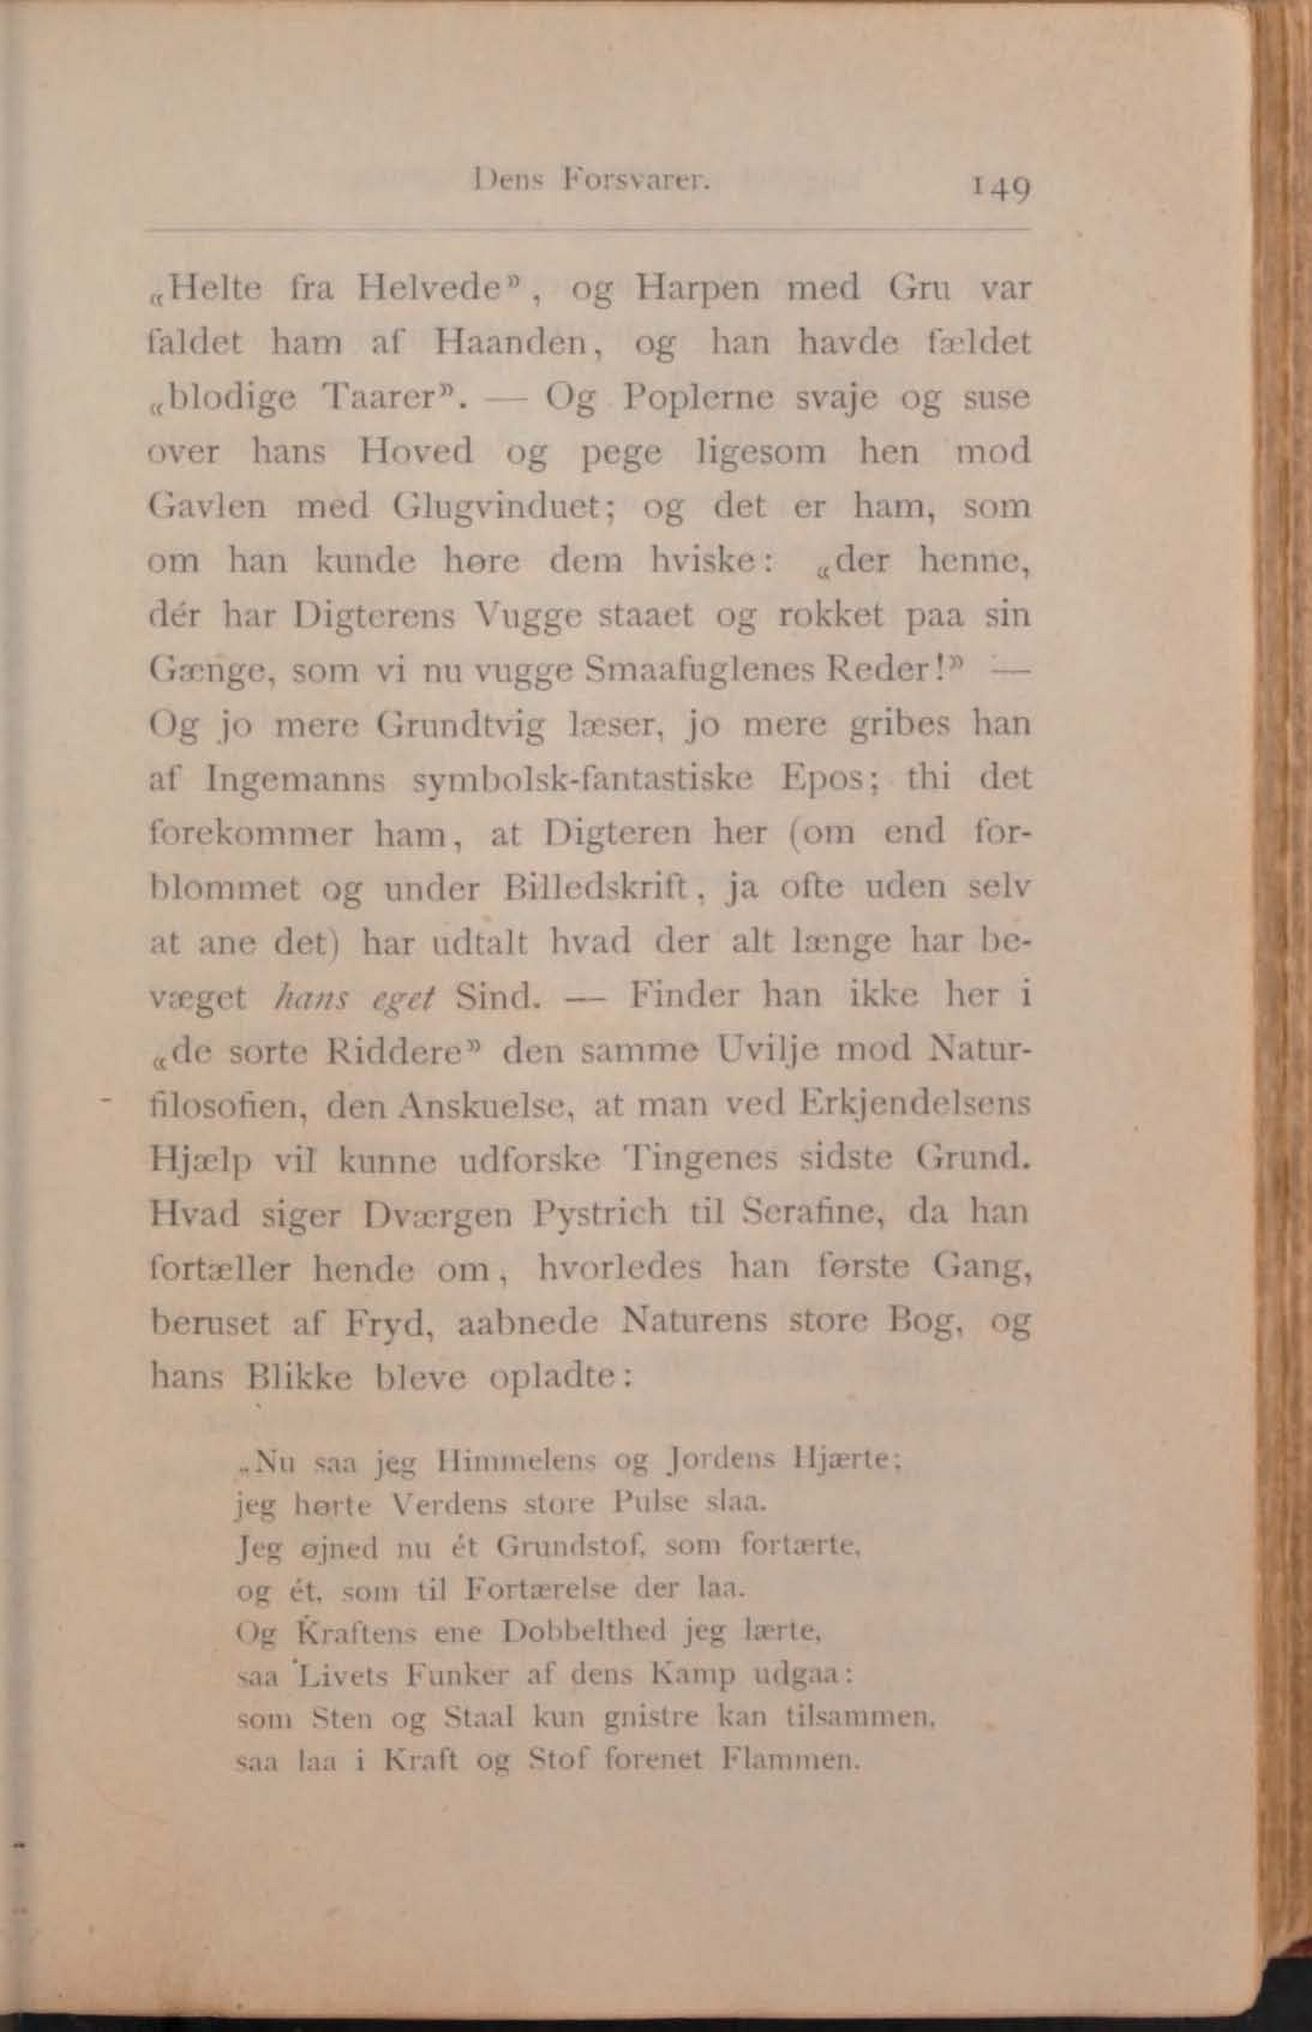 Dens Forsvarer.
149
„Helte fra Helvede”, og Harpen med Gru var
faldet ham af Haanden, og han havde fældet
„blodige Taarer”. — Og Poplerne svaje og suse
over hans Hoved og pege ligesom hen mod
Gavlen med Glugvinduet; og det er ham, som
om han kunde høre dem hviske: „der henne,
dér har Digterens Vugge staaet og rokket paa sin
Gænge, som vi nu vugge Smaafuglenes Reder!” —
Og jo mere Grundtvig læser, jo mere gribes han
af Ingemanns symbolsk-fantastiske Epos; thi det
forekommer ham, at Digteren her (om end for-
blommet og under Billedskrift, ja ofte uden selv
at ane det) har udtalt hvad der alt længe har be-
væget hans eget Sind. — Finder han ikke her i
„de sorte Riddere” den samme Uvilje mod Natur-
filosofien, den Anskuelse, at man ved Erkjendelsens
Hjælp vil kunne udforske Tingenes sidste Grund.
Hvad siger Dværgen Pystrich til Serafine, da han
fortæller hende om, hvorledes han første Gang,
beruset af Fryd, aabnede Naturens store Bog, og
hans Blikke bleve opladte:
„Nu saa jeg Himmelens og Jordens Hjærte;
jeg hørte Verdens store Pulse slaa.
Jeg øjned nu ét Grundstof, som fortærte,
og ét, som til Fortærelse der laa.
Og Kraftens ene Dobbelthed jeg lærte,
saa Livets Funker af dens Kamp udgaa:
som Sten og Staal kun gnistre kan tilsammen,
saa laa i Kraft og Stof forenet Flammen.